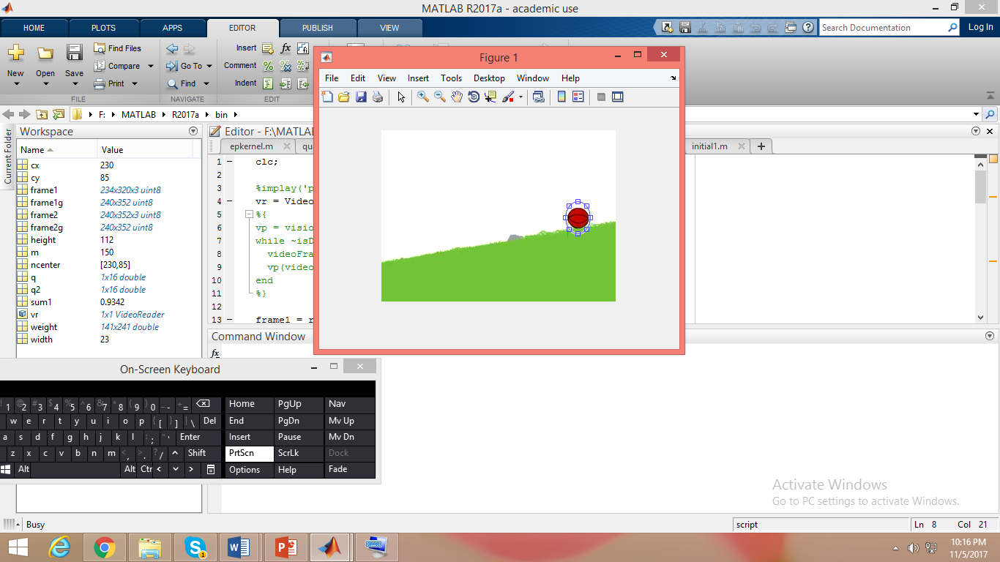 MATLAB R2017a - academic use
HOME PLOTS APPS EDITOR PUBLISH VIEW
Search Documentation Log In
New Open Save
Find Files
Compare
Print
FILE
Go To
Find
NAVIGATE
Insert fx
Comment
Indent
EDIT
F: MATLAB R2017a bin
Current Folder
Workspace
Name Value
cx 230
cy 85
frame1 234x320x3 uint8
frame1g 240x352 uint8
frame2 240x352x3 uint8
frame2g 240x352 uint8
height 112
m 150
ncenter [230,85]
q 1x16 double
q2 1x16 double
sum1 0.9342
vr 1x1 VideoReader
weight 141x241 double
width 23
Editor - F:\MATLAB
epkernel.m qua initial1.m
1 clc;
2
3 %implay('p
4 vr = Video
5 %{
6 vp = visio
7 while ~isD
8 videoFra
9 vp(video
10 end
11 %}
12
13 frame1 = r
Command Window
fx
Figure 1
File Edit View Insert Tools Desktop Window Help
On-Screen Keyboard
! 1 @ 2 # 3 $ 4 % 5 ^ 6 & 7 * 8 ( 9 ) 0 _ - + = Home PgUp Nav
w e r t y u i o p { [ } ] | \ Del End PgDn Mv Up
a s d f g h j k l : ; " ' Enter Insert Pause Mv Dn
z x c v b n m < , > . ? / ^ Shift PrtScn ScrLk Dock
Alt Alt Ctr Options Help Fade
Activate Windows
Go to PC settings to activate Windows.
Busy script Ln 8 Col 21
10:16 PM
11/5/2017